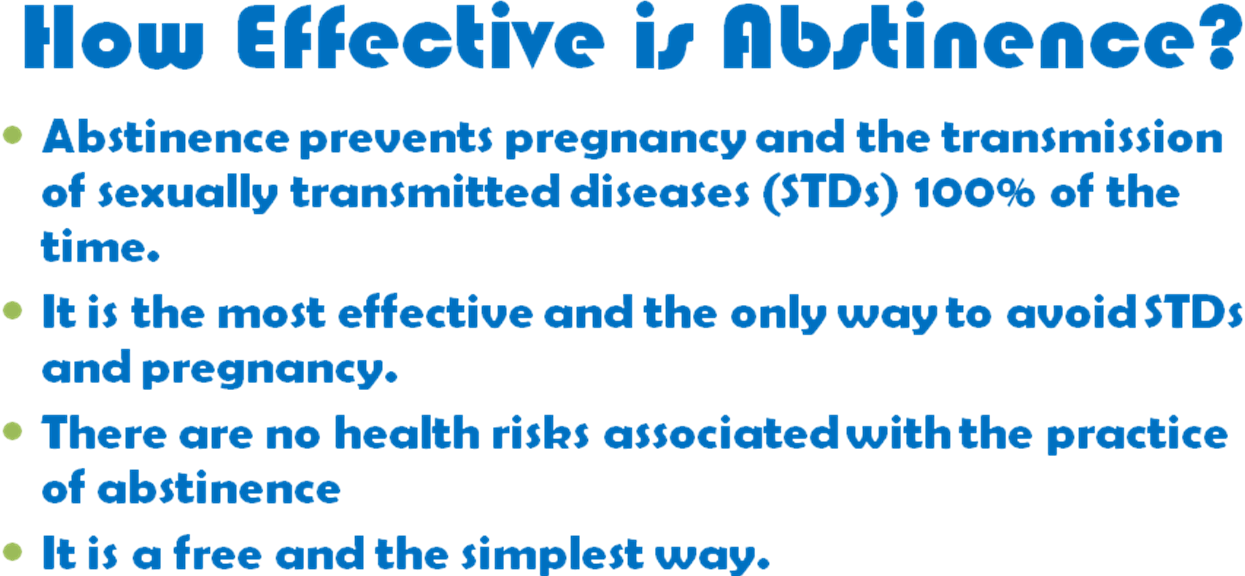 How Effective is Abstinence?
• Abstinence prevents pregnancy and the transmission
of sexually transmitted diseases (STDs) 100% of the
time.
• It is the most effective and the only way to avoid STDs
and pregnancy.
• There are no health risks associated with the practice
of abstinence
• It is a free and the simplest way.